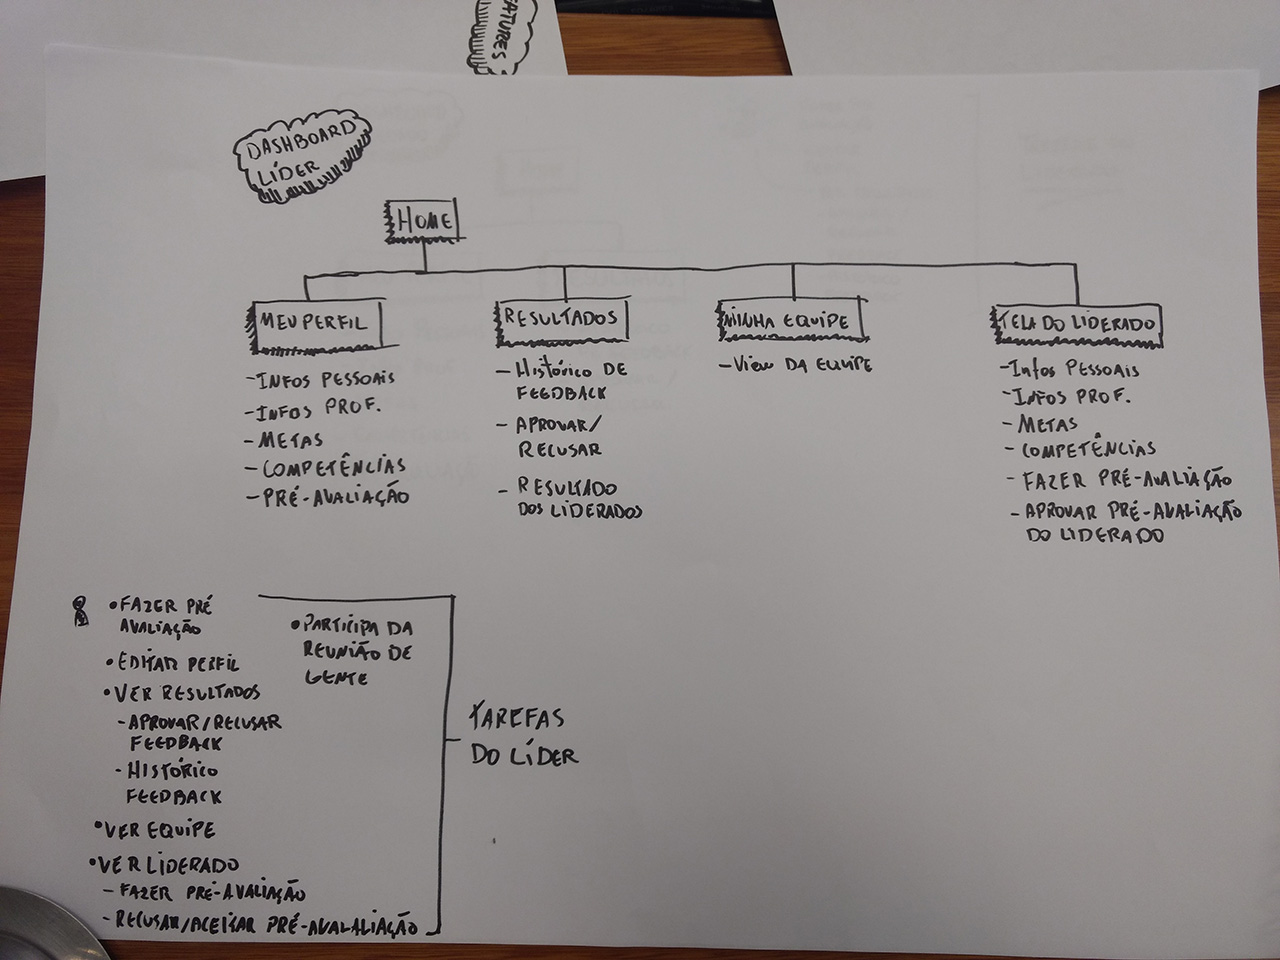 FEATURES
DASHBOARD
LÍDER
HOME
MEU PERFIL
- INFOS PESSOAIS
- INFOS PROF.
- METAS
- COMPETÊNCIAS
- PRÉ-AVALIAÇÃO
RESULTADOS
- HISTÓRICO DE
FEEDBACK
- APROVAR/
RECUSAR
- RESULTADO
DOS LIDERADOS
MINHA EQUIPE
- VIEW DA EQUIPE
TELA DO LIDERADO
- INFOS PESSOAIS
- INFOS PROF.
- METAS
- COMPETÊNCIAS
- FAZER PRÉ-AVALIAÇÃO
- APROVAR PRÉ-AVALIAÇÃO
DO LIDERADO
• FAZER PRÉ
AVALIAÇÃO
• EDITAR PERFIL
• VER RESULTADOS
- APROVAR/RECUSAR
FEEDBACK
- HISTÓRICO
FEEDBACK
• VER EQUIPE
• VER LIDERADO
- FAZER PRÉ-AVALIAÇÃO
- RECUSAR/ACEITAR PRÉ-AVALALIAÇÃO
• PARTICIPA DA
REUNIÃO DE
GENTE
TAREFAS
DO LÍDER